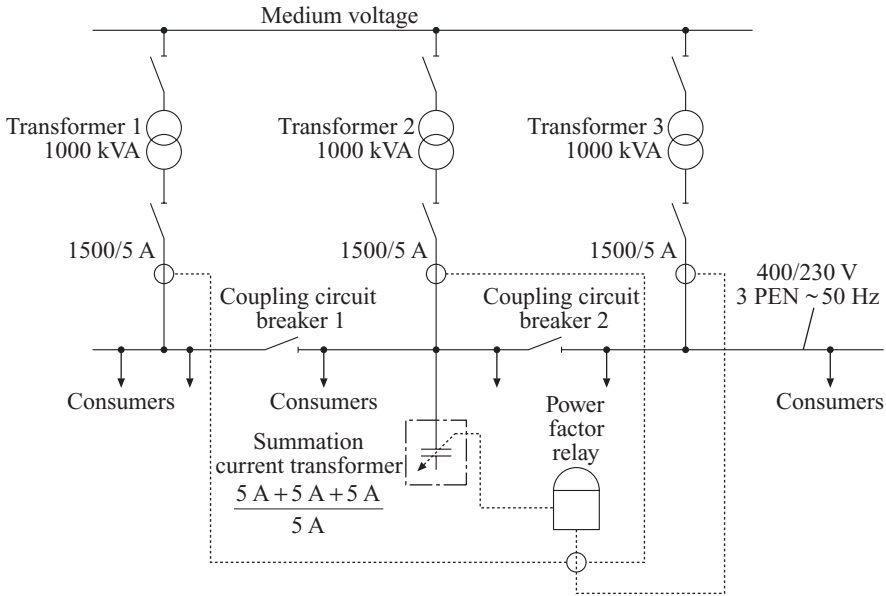 Medium voltage
Transformer 1
1000 kVA
Transformer 2
1000 kVA
Transformer 3
1000 kVA
1500/5 A
1500/5 A
1500/5 A
400/230 V
3 PEN ~ 50 Hz
Coupling circuit
breaker 1
Coupling circuit
breaker 2
Consumers
Consumers
Consumers
Power
factor
relay
Summation
current transformer
5 A + 5 A + 5 A
5 A